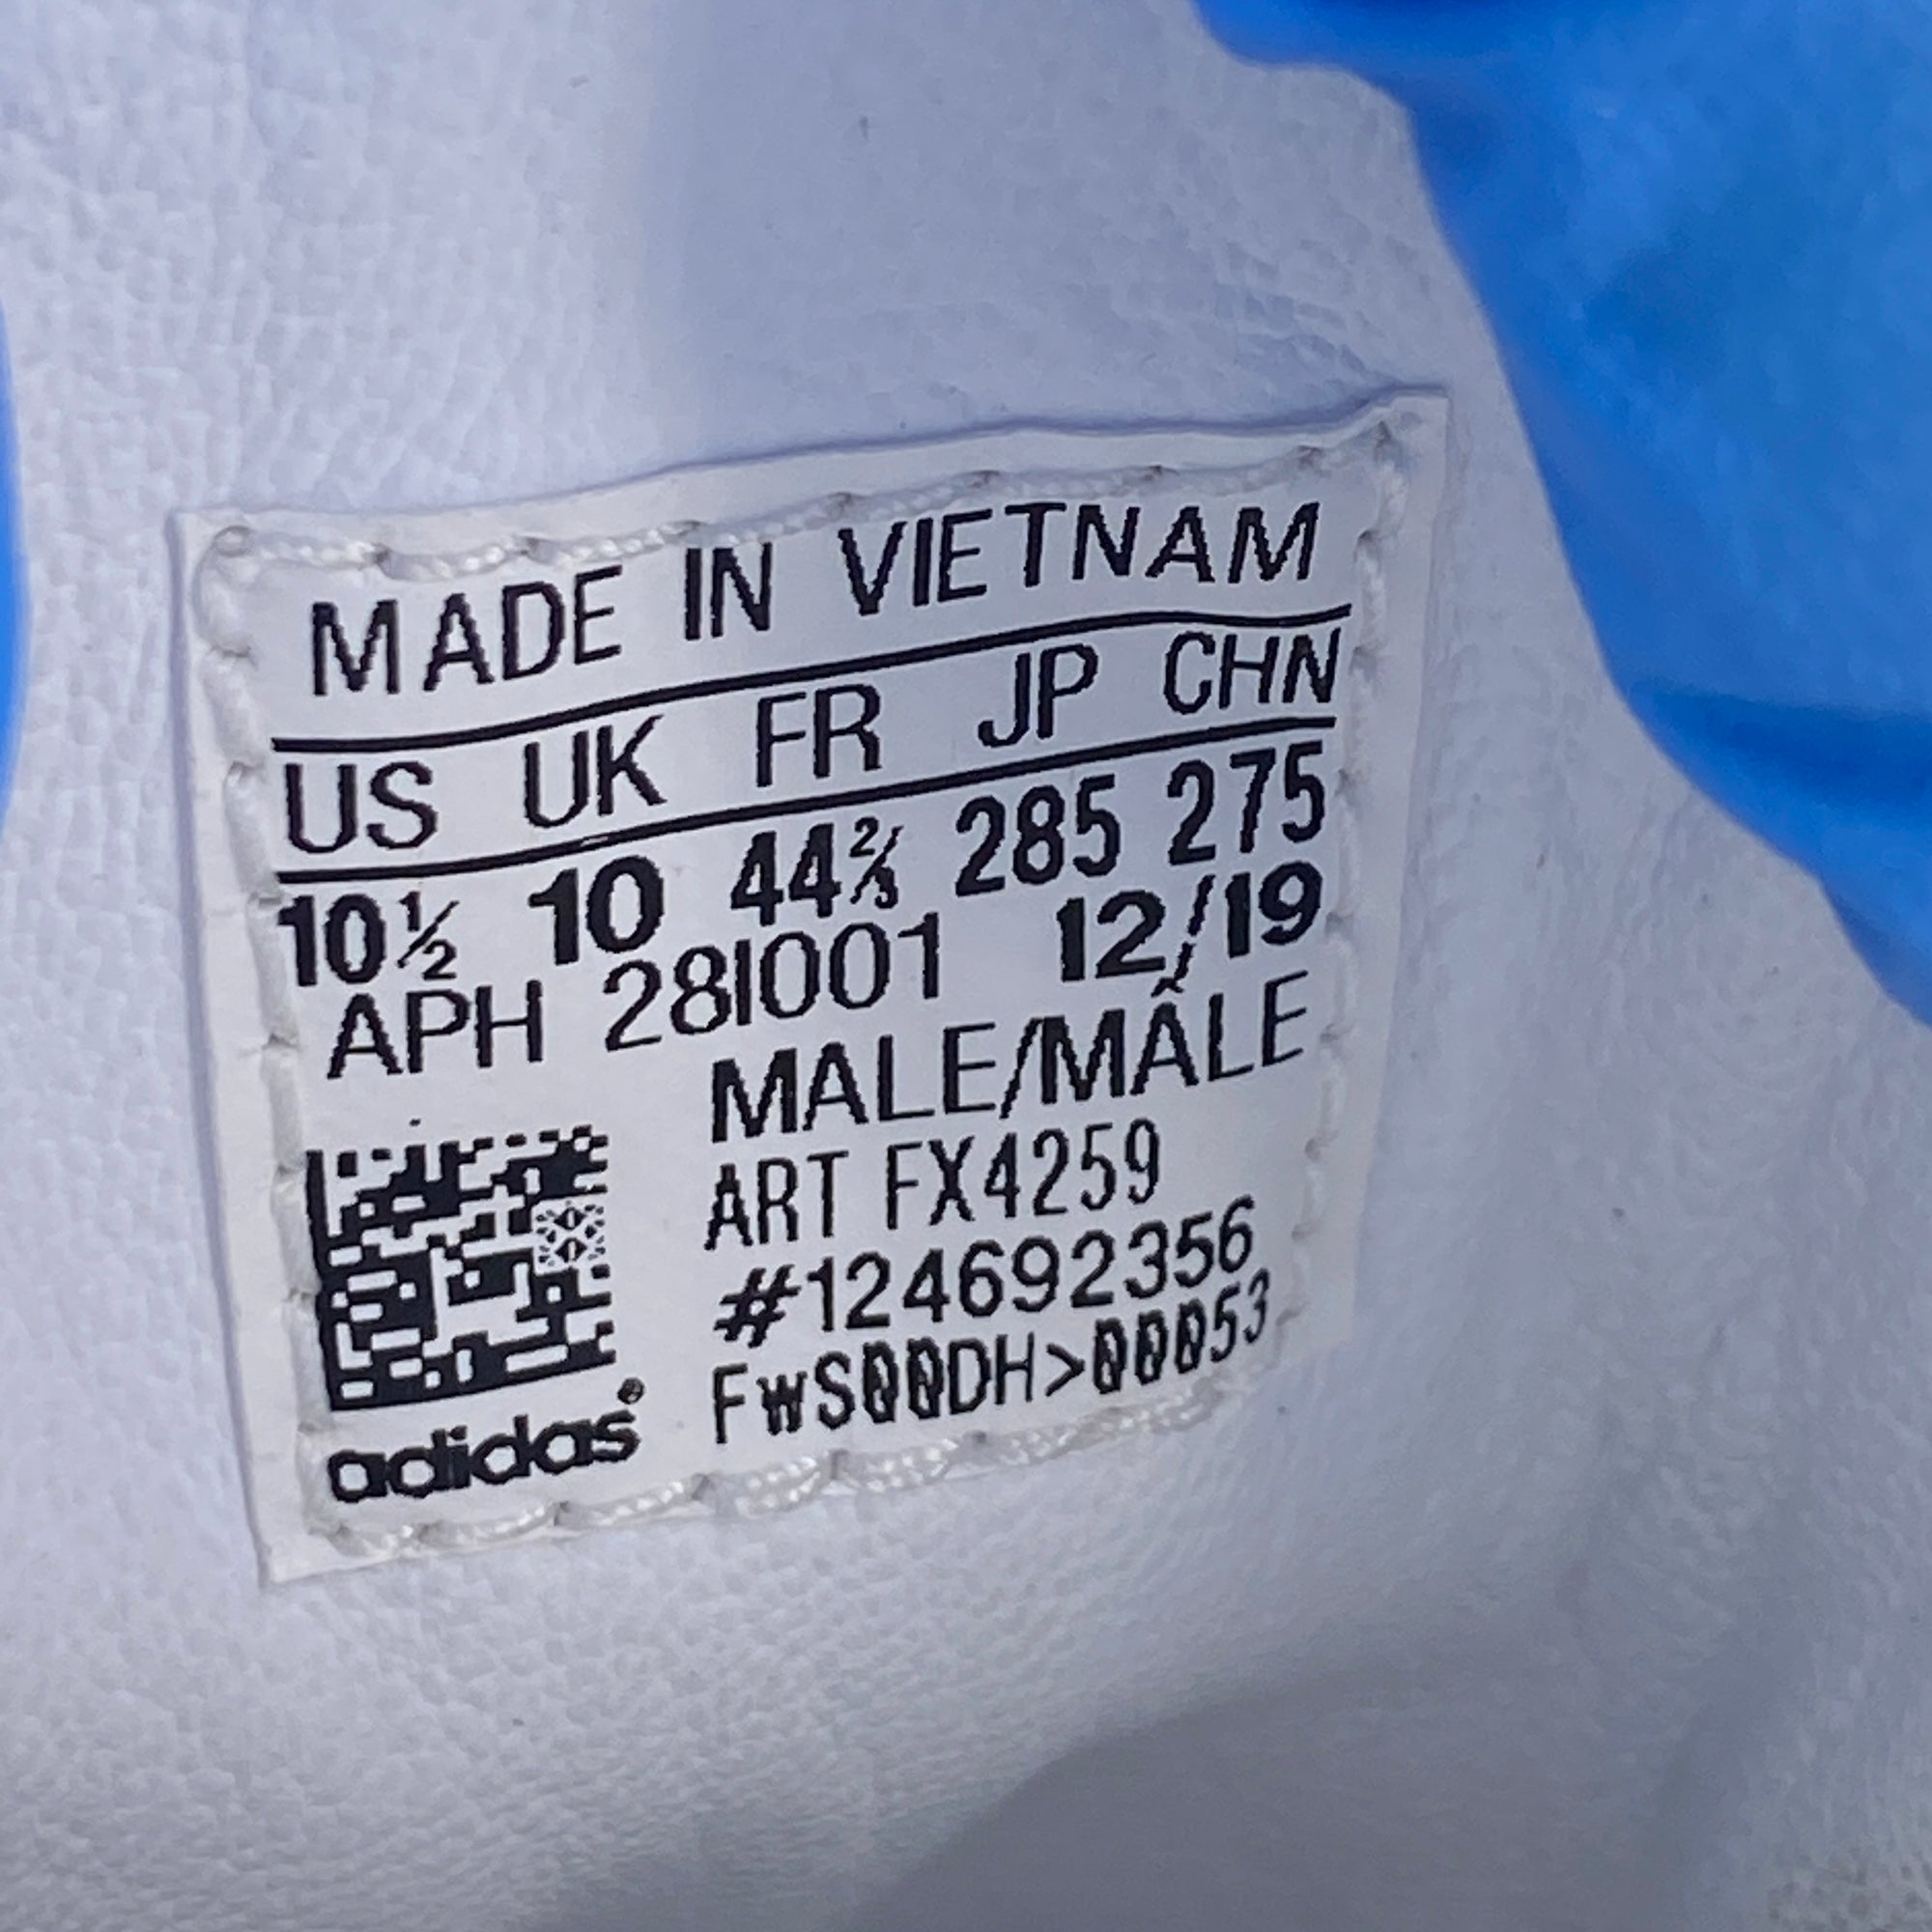 MADE IN VIETNAM
US UK FR JP CHN
10½ 10 44⅔ 285 275
APH 28I001 12/19
MALE/MÂLE
ART FX4259
#124692356
FwS00DH>00053
adidas®